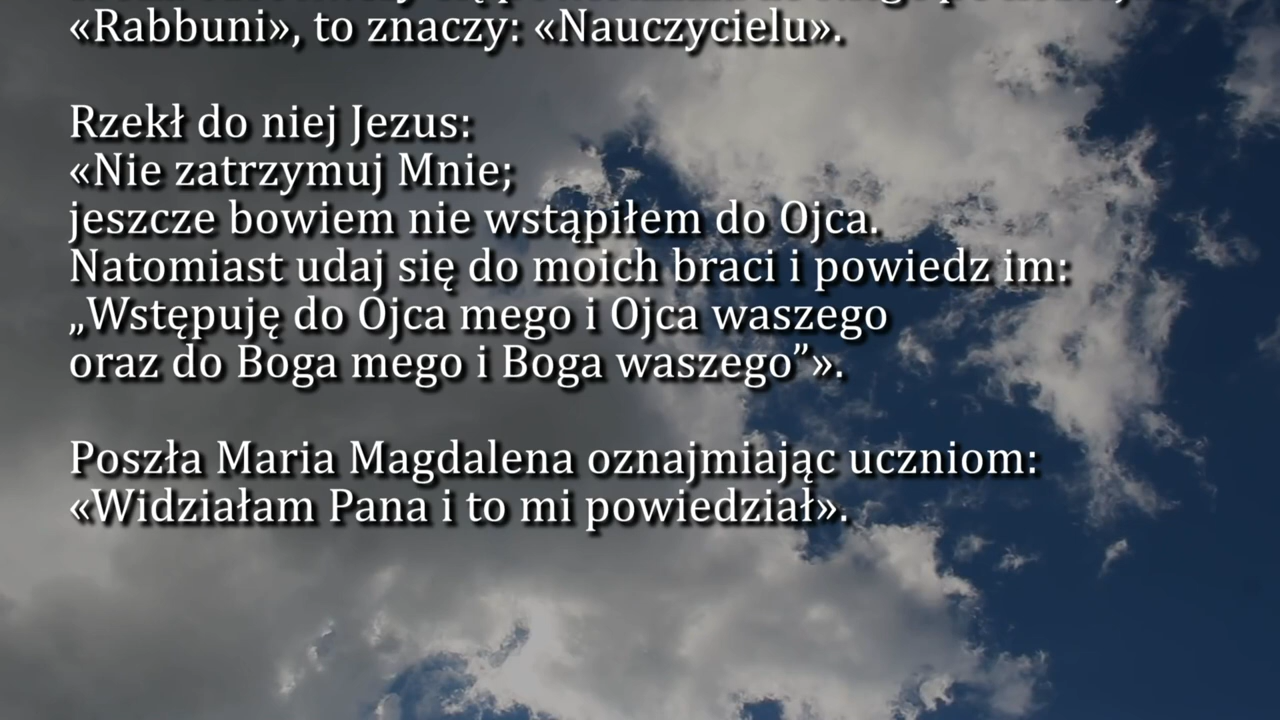 «Rabbuni», to znaczy: «Nauczycielu».
Rzekł do niej Jezus:
«Nie zatrzymuj Mnie;
jeszcze bowiem nie wstąpiłem do Ojca.
Natomiast udaj się do moich braci i powiedz im:
„Wstępuję do Ojca mego i Ojca waszego
oraz do Boga mego i Boga waszego”».
Poszła Maria Magdalena oznajmiając uczniom:
«Widziałam Pana i to mi powiedział».